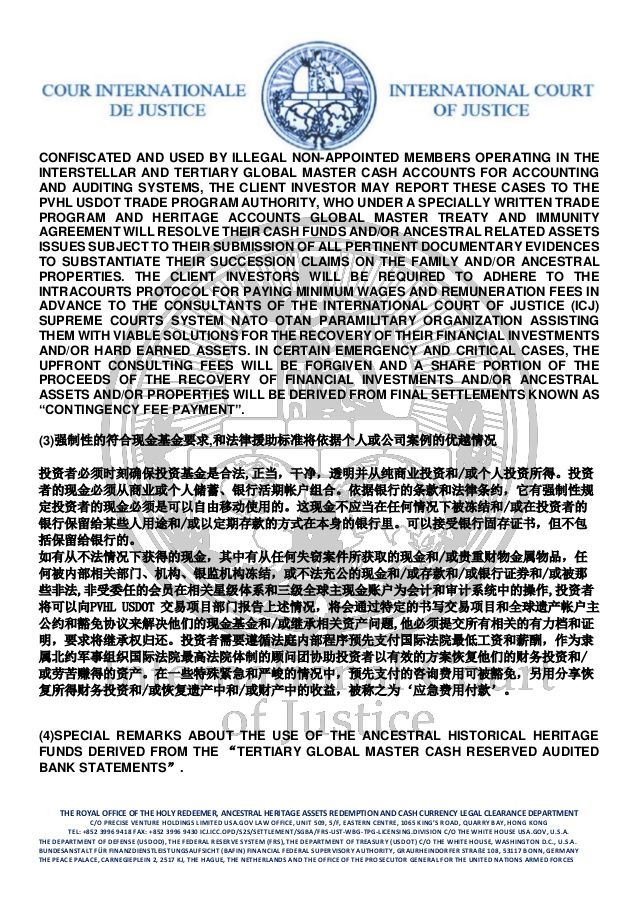 COUR INTERNATIONALE
DE JUSTICE
INTERNATIONAL COURT
OF JUSTICE
CONFISCATED AND USED BY ILLEGAL NON-APPOINTED MEMBERS OPERATING IN THE
INTERSTELLAR AND TERTIARY GLOBAL MASTER CASH ACCOUNTS FOR ACCOUNTING
AND AUDITING SYSTEMS, THE CLIENT INVESTOR MAY REPORT THESE CASES TO THE
PVHL USDOT TRADE PROGRAM AUTHORITY, WHO UNDER A SPECIALLY WRITTEN TRADE
PROGRAM AND HERITAGE ACCOUNTS GLOBAL MASTER TREATY AND IMMUNITY
AGREEMENT WILL RESOLVE THEIR CASH FUNDS AND/OR ANCESTRAL RELATED ASSETS
ISSUES SUBJECT TO THEIR SUBMISSION OF ALL PERTINENT DOCUMENTARY EVIDENCES
TO SUBSTANTIATE THEIR SUCCESSION CLAIMS ON THE FAMILY AND/OR ANCESTRAL
PROPERTIES. THE CLIENT INVESTORS WILL BE REQUIRED TO ADHERE TO THE
INTRACOURTS PROTOCOL FOR PAYING MINIMUM WAGES AND REMUNERATION FEES IN
ADVANCE TO THE CONSULTANTS OF THE INTERNATIONAL COURT OF JUSTICE (ICJ)
SUPREME COURTS SYSTEM NATO OTAN PARAMILITARY ORGANIZATION ASSISTING
THEM WITH VIABLE SOLUTIONS FOR THE RECOVERY OF THEIR FINANCIAL INVESTMENTS
AND/OR HARD EARNED ASSETS. IN CERTAIN EMERGENCY AND CRITICAL CASES, THE
UPFRONT CONSULTING FEES WILL BE FORGIVEN AND A SHARE PORTION OF THE
PROCEEDS OF THE RECOVERY OF FINANCIAL INVESTMENTS AND/OR ANCESTRAL
ASSETS AND/OR PROPERTIES WILL BE DERIVED FROM FINAL SETTLEMENTS KNOWN AS
“CONTINGENCY FEE PAYMENT”.
(3)强制性的符合现金基金要求,和法律援助标准将依据个人或公司案例的优越情况
投资者必须时刻确保投资基金是合法,正当，干净，透明并从纯商业投资和/或个人投资所得。投资
者的现金必须从商业或个人储蓄、银行活期帐户组合。依据银行的条款和法律条约，它有强制性规
定投资者的现金必须是可以自由移动使用的。这现金不应当在任何情况下被冻结和/或在投资者的
银行保留给某些人用途和/或以定期存款的方式在本身的银行里。可以接受银行固存证书，但不包
括保留给银行的。
如有从不法情况下获得的现金，其中有从任何失窃案件所获取的现金和/或贵重财物金属物品，任
何被内部相关部门、机构、银监机构冻结，或不法充公的现金和/或存款和/或银行证券和/或被那
些非法,非受委任的会员在相关星级体系和三级全球主现金账户为会计和审计系统中的操作,投资者
将可以向PVHL USDOT 交易项目部门报告上述情况，将会通过特定的书写交易项目和全球遗产帐户主
公约和豁免协议来解决他们的现金基金和/或继承相关资产问题,他必须提交所有相关的有力档和证
明，要求将继承权归还。投资者需要遵循法庭内部程序预先支付国际法院最低工资和薪酬，作为隶
属北约军事组织国际法院最高法院体制的顾问团协助投资者以有效的方案恢复他们的财务投资和/
或劳苦赚得的资产。在一些特殊紧急和严峻的情况中，预先支付的咨询费用可被豁免，另用分享恢
复所得财务投资和/或恢复遗产中和/或财产中的收益，被称之为‘应急费用付款’。
of Justice
(4)SPECIAL REMARKS ABOUT THE USE OF THE ANCESTRAL HISTORICAL HERITAGE
FUNDS DERIVED FROM THE “TERTIARY GLOBAL MASTER CASH RESERVED AUDITED
BANK STATEMENTS”.
THE ROYAL OFFICE OF THE HOLY REDEEMER, ANCESTRAL HERITAGE ASSETS REDEMPTION AND CASH CURRENCY LEGAL CLEARANCE DEPARTMENT
C/O PRECISE VENTURE HOLDINGS LIMITED USA.GOV LAW OFFICE, UNIT 509, 5/F, EASTERN CENTRE, 1065 KING'S ROAD, QUARRY BAY, HONG KONG
TEL: +852 3996 9418 FAX: +852 3996 9430 ICJ.ICC.OPD/S2S/SETTLEMENT/SGBA/FRS-UST-WBG-TPG-LICENSING.DIVISION C/O THE WHITE HOUSE USA.GOV, U.S.A.
THE DEPARTMENT OF DEFENSE (USDOD), THE FEDERAL RESERVE SYSTEM (FRS), THE DEPARTMENT OF TREASURY (USDOT) C/O THE WHITE HOUSE, WASHINGTON D.C., U.S.A.
BUNDESANSTALT FÜR FINANZDIENSTLEISTUNGSAUFSICHT (BAFIN) FINANCIAL FEDERAL SUPERVISORY AUTHORITY, GRAURHEINDORFER STRAßE 108, 53117 BONN, GERMANY
THE PEACE PALACE, CARNEGIEPLEIN 2, 2517 KJ, THE HAGUE, THE NETHERLANDS AND THE OFFICE OF THE PROSECUTOR GENERAL FOR THE UNITED NATIONS ARMED FORCES